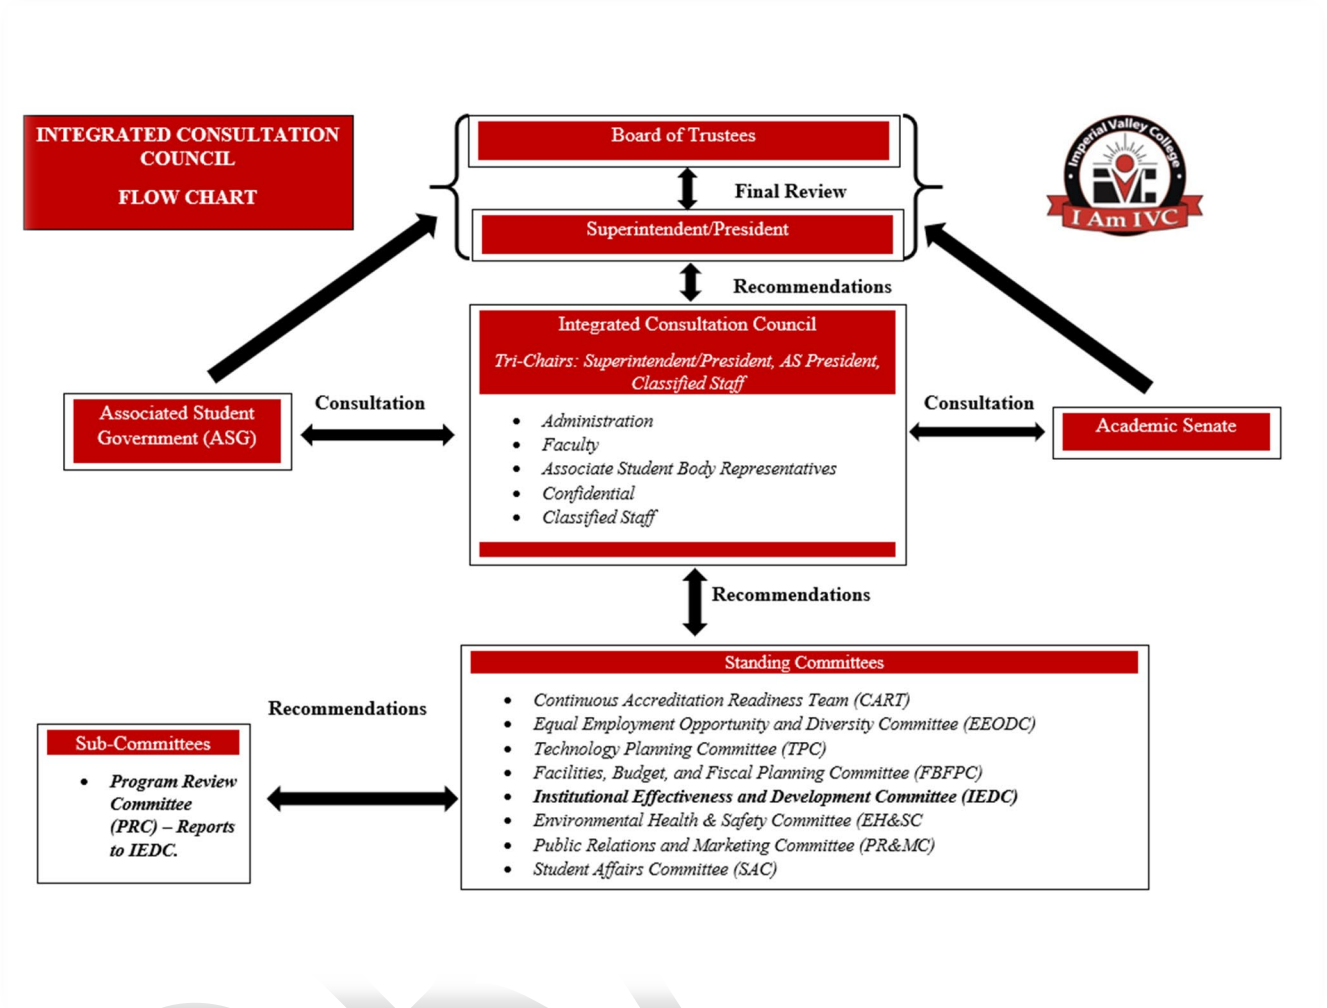 INTEGRATED CONSULTATION
COUNCIL
FLOW CHART
Board of Trustees
Final Review
Superintendent/President
Imperial Valley College
IVC
I Am IVC
Recommendations
Integrated Consultation Council
Tri-Chairs: Superintendent/President, AS President,
Classified Staff
• Administration
• Faculty
• Associate Student Body Representatives
• Confidential
• Classified Staff
Associated Student
Government (ASG)
Consultation
Consultation
Academic Senate
Recommendations
Standing Committees
• Continuous Accreditation Readiness Team (CART)
• Equal Employment Opportunity and Diversity Committee (EEODC)
• Technology Planning Committee (TPC)
• Facilities, Budget, and Fiscal Planning Committee (FBFPC)
• Institutional Effectiveness and Development Committee (IEDC)
• Environmental Health & Safety Committee (EH&SC
• Public Relations and Marketing Committee (PR&MC)
• Student Affairs Committee (SAC)
Recommendations
Sub-Committees
• Program Review
Committee
(PRC) – Reports
to IEDC.